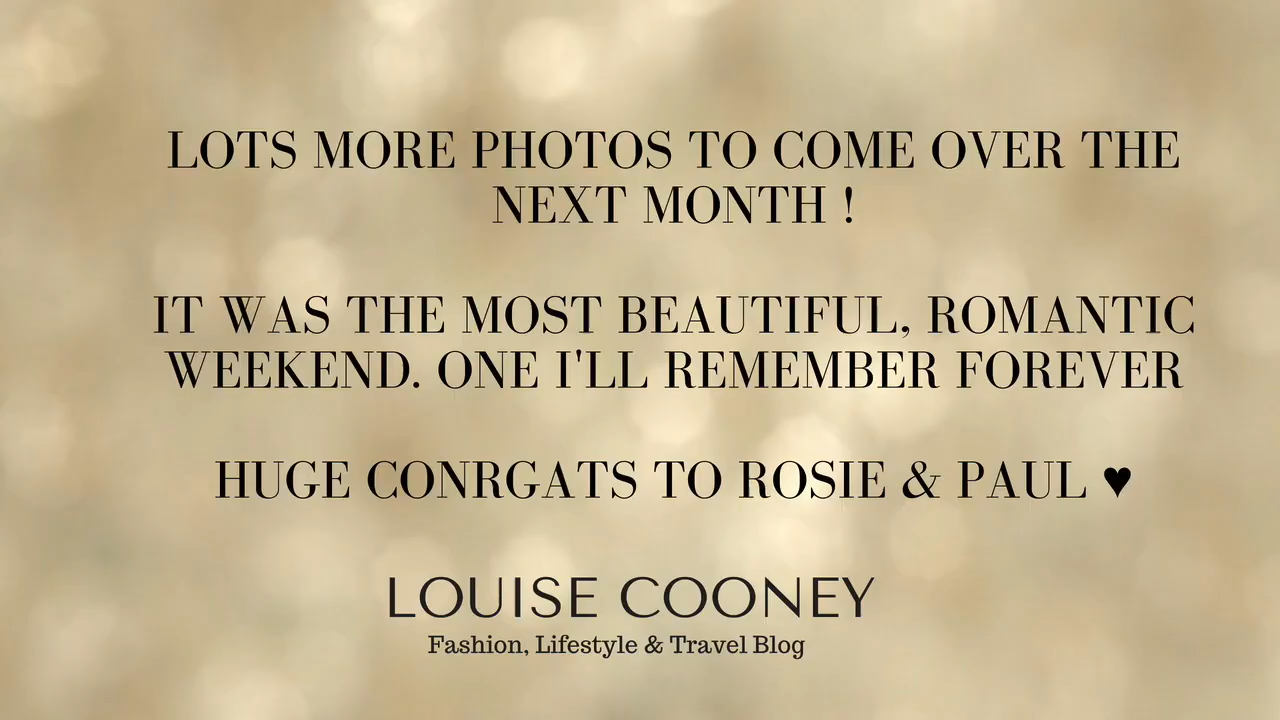 LOTS MORE PHOTOS TO COME OVER THE
NEXT MONTH !
IT WAS THE MOST BEAUTIFUL, ROMANTIC
WEEKEND. ONE I'LL REMEMBER FOREVER
HUGE CONRGATS TO ROSIE & PAUL ♥
LOUISE COONEY
Fashion, Lifestyle & Travel Blog